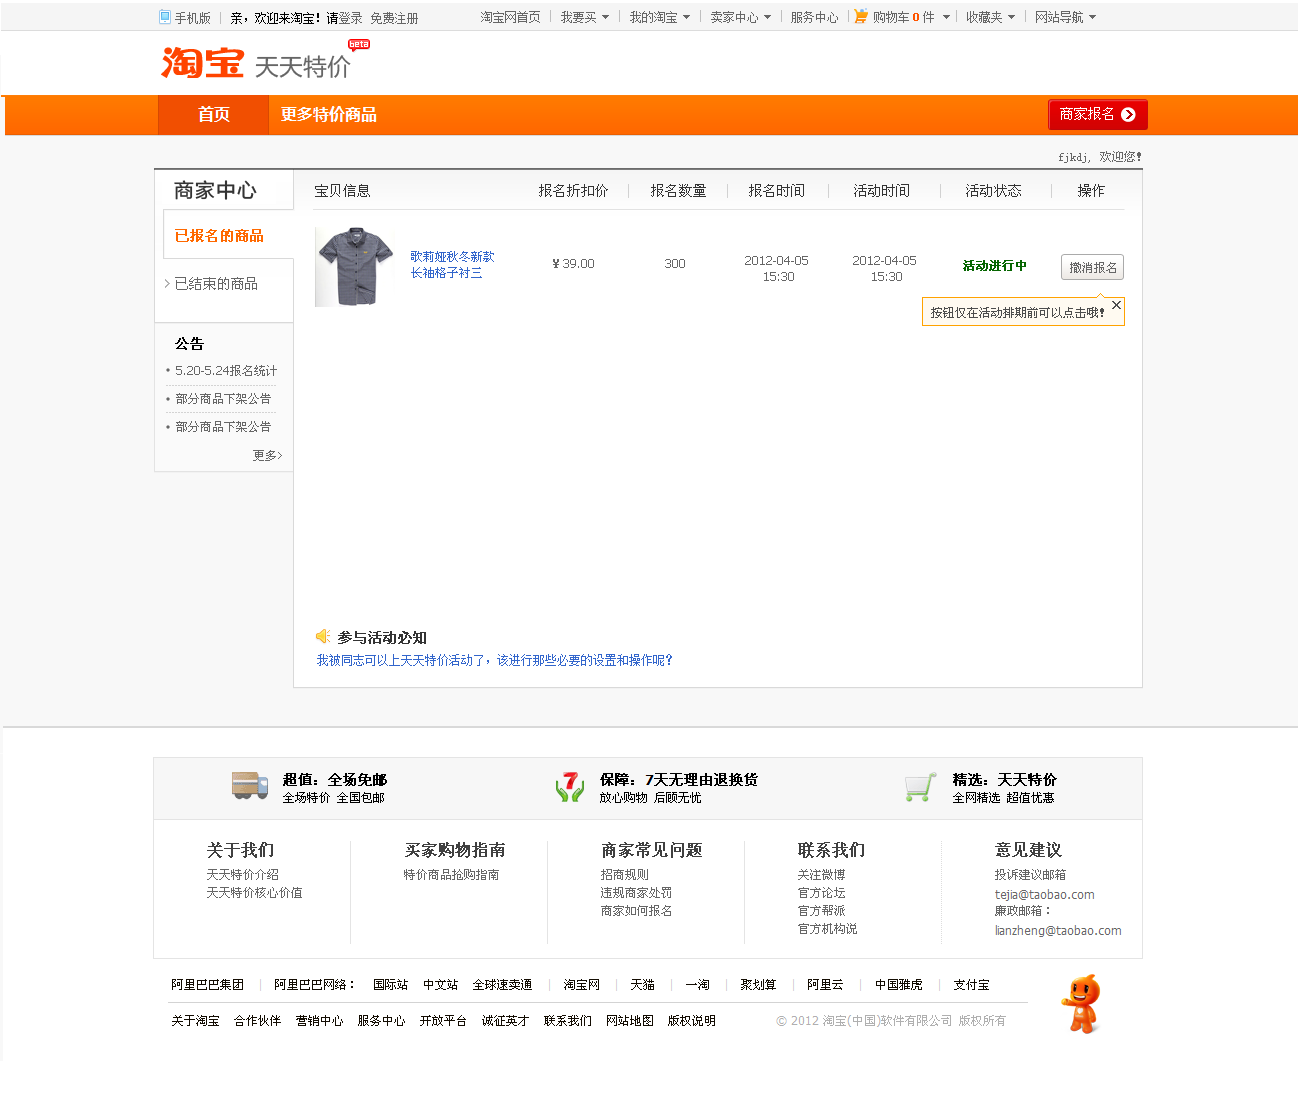 手机版 亲，欢迎来淘宝！请登录 免费注册 淘宝网首页 我要买 我的淘宝 卖家中心 服务中心 购物车 0 件 收藏夹 网站导航
淘宝 天天特价 beta
首页 更多特价商品 商家报名
fjkdj, 欢迎您!
商家中心 宝贝信息 报名折扣价 报名数量 报名时间 活动时间 活动状态 操作
已报名的商品
已结束的商品
歌莉娅秋冬新款
长袖格子衬三
¥ 39.00
300
2012-04-05
15:30
2012-04-05
15:30
活动进行中
撤消报名
按钮仅在活动排期前可以点击哦!
公告
5.20-5.24报名统计
部分商品下架公告
部分商品下架公告
更多>
参与活动必知
我被同志可以上天天特价活动了，该进行那些必要的设置和操作呢?
超值：全场免邮
全场特价 全国包邮
保障：7天无理由退换货
放心购物 后顾无忧
精选：天天特价
全网精选 超值优惠
关于我们
天天特价介绍
天天特价核心价值
买家购物指南
特价商品抢购指南
商家常见问题
招商规则
违规商家处罚
商家如何报名
联系我们
关注微博
官方论坛
官方帮派
官方机构说
意见建议
投诉建议邮箱
tejia@taobao.com
廉政邮箱：
lianzheng@taobao.com
阿里巴巴集团 阿里巴巴网络： 国际站 中文站 全球速卖通 淘宝网 天猫 一淘 聚划算 阿里云 中国雅虎 支付宝
关于淘宝 合作伙伴 营销中心 服务中心 开放平台 诚征英才 联系我们 网站地图 版权说明 © 2012 淘宝(中国)软件有限公司 版权所有